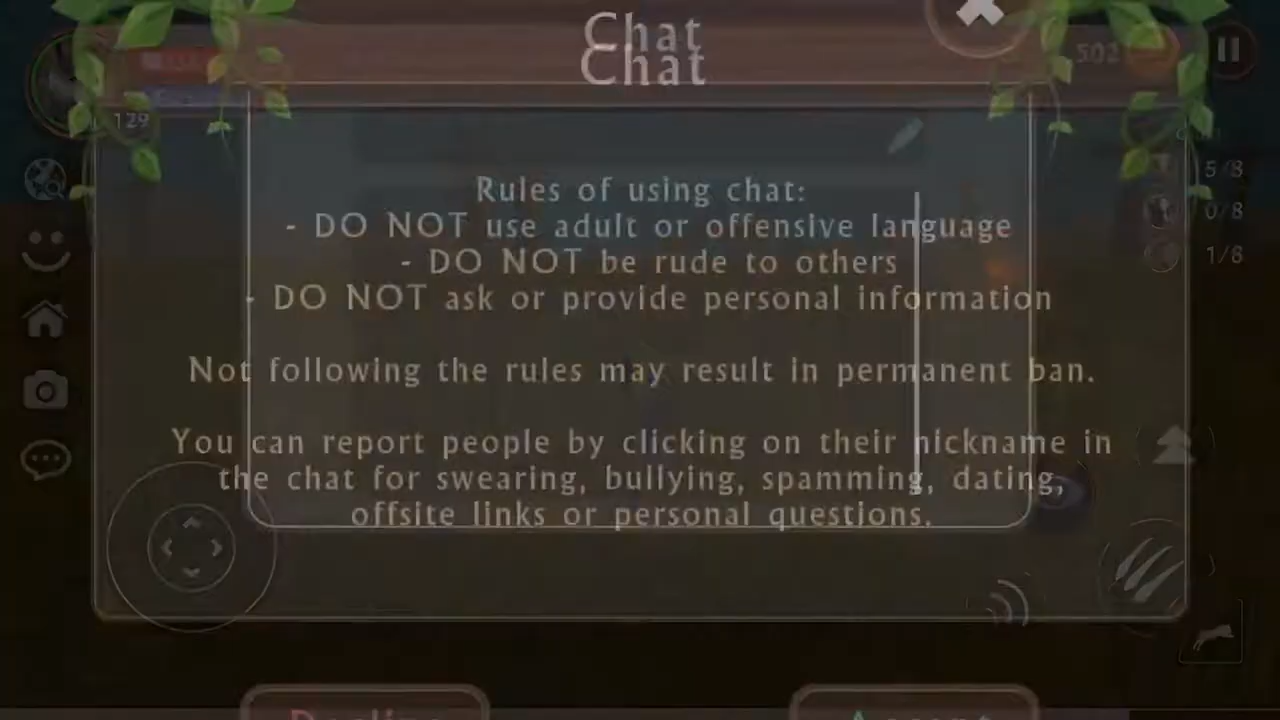 Chat
Chat
502
129
5/8
0/8
1/8
Rules of using chat:
- DO NOT use adult or offensive language
- DO NOT be rude to others
- DO NOT ask or provide personal information
Not following the rules may result in permanent ban.
You can report people by clicking on their nickname in
the chat for swearing, bullying, spamming, dating,
offsite links or personal questions.